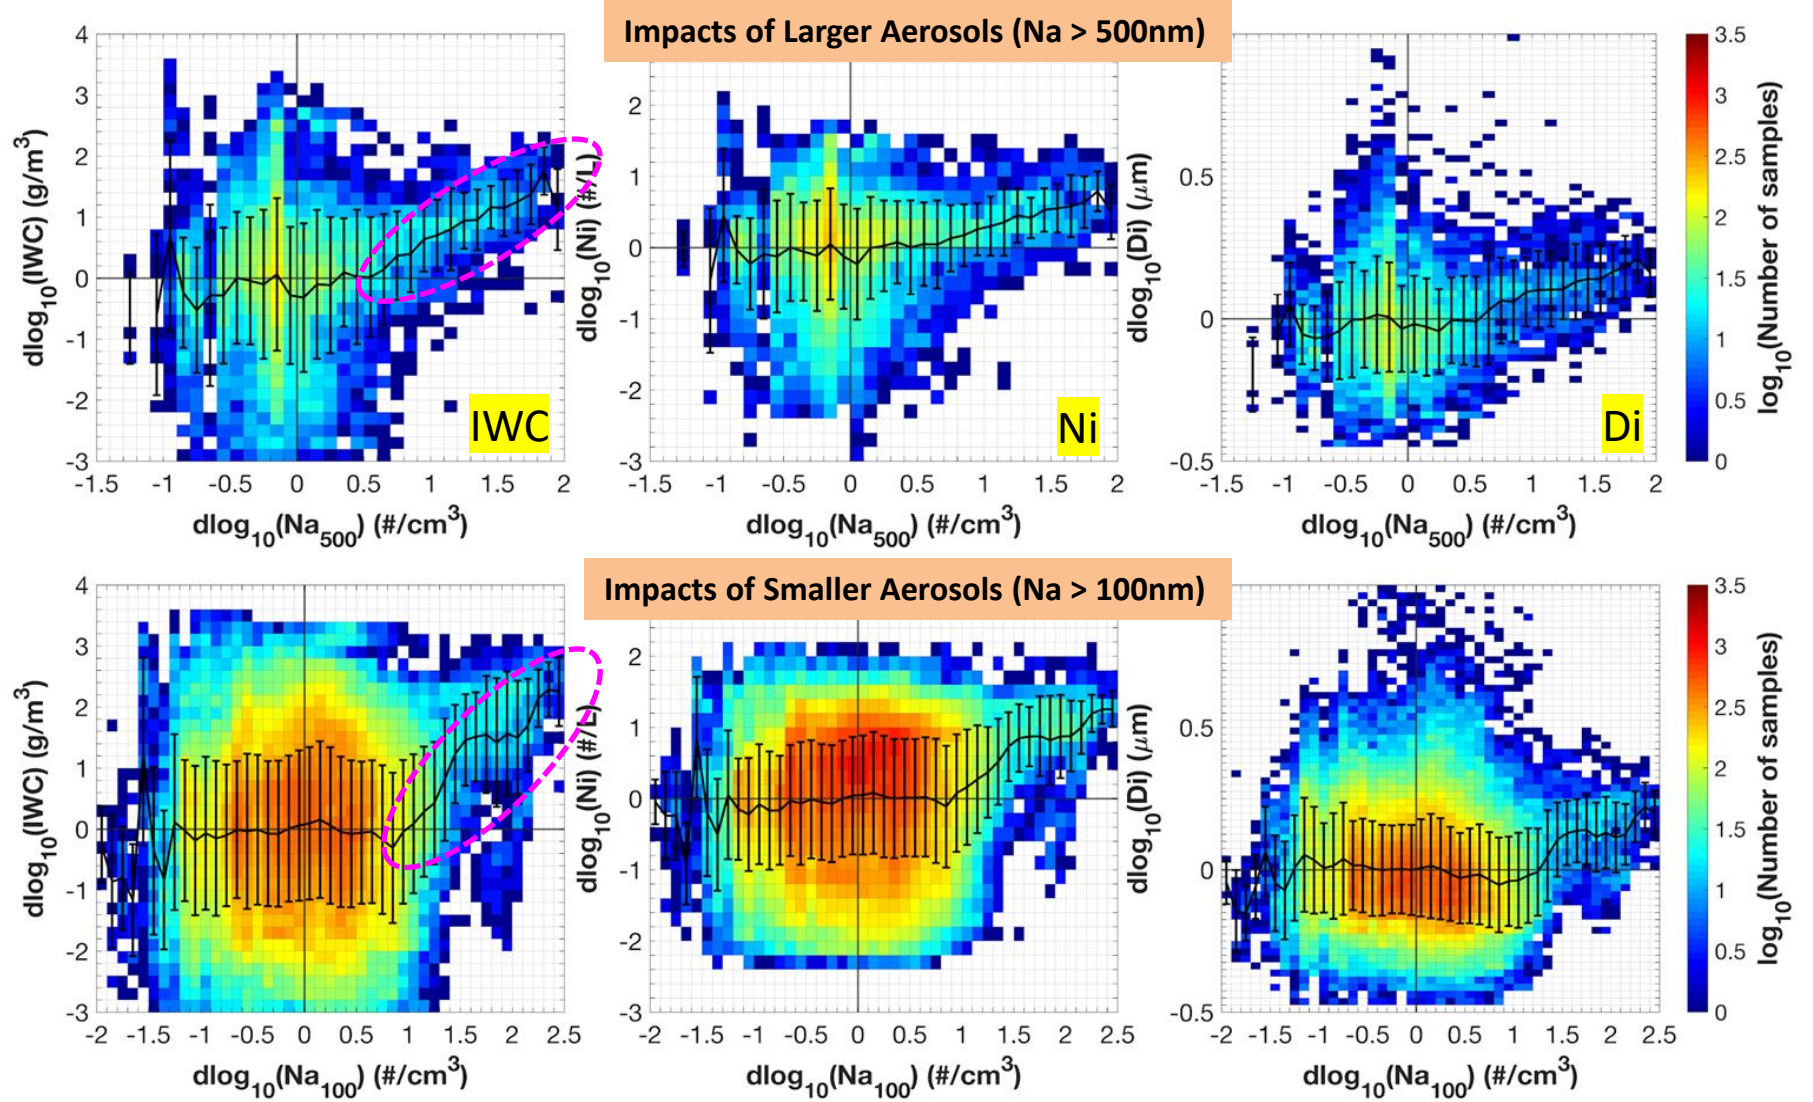 Impacts of Larger Aerosols (Na > 500nm)
dlog10(IWC) (g/m3)
4
3
2
1
0
-1
-2
-3
IWC
-1.5 -1 -0.5 0 0.5 1 1.5 2
dlog10(Na500) (#/cm3)
dlog10(Ni) (#/L)
2
1
0
-1
-2
-3
Ni
-1.5 -1 -0.5 0 0.5 1 1.5 2
dlog10(Na500) (#/cm3)
dlog10(Di) (μm)
0.5
0
-0.5
Di
-1.5 -1 -0.5 0 0.5 1 1.5 2
dlog10(Na500) (#/cm3)
3.5
3
2.5
2
1.5
1
0.5
0
log10(Number of samples)
Impacts of Smaller Aerosols (Na > 100nm)
dlog10(IWC) (g/m3)
4
3
2
1
0
-1
-2
-3
-2 -1.5 -1 -0.5 0 0.5 1 1.5 2 2.5
dlog10(Na100) (#/cm3)
dlog10(Ni) (#/L)
2
1
0
-1
-2
-3
-2 -1.5 -1 -0.5 0 0.5 1 1.5 2 2.5
dlog10(Na100) (#/cm3)
dlog10(Di) (μm)
0.5
0
-0.5
-2 -1.5 -1 -0.5 0 0.5 1 1.5 2 2.5
dlog10(Na100) (#/cm3)
3.5
3
2.5
2
1.5
1
0.5
0
log10(Number of samples)